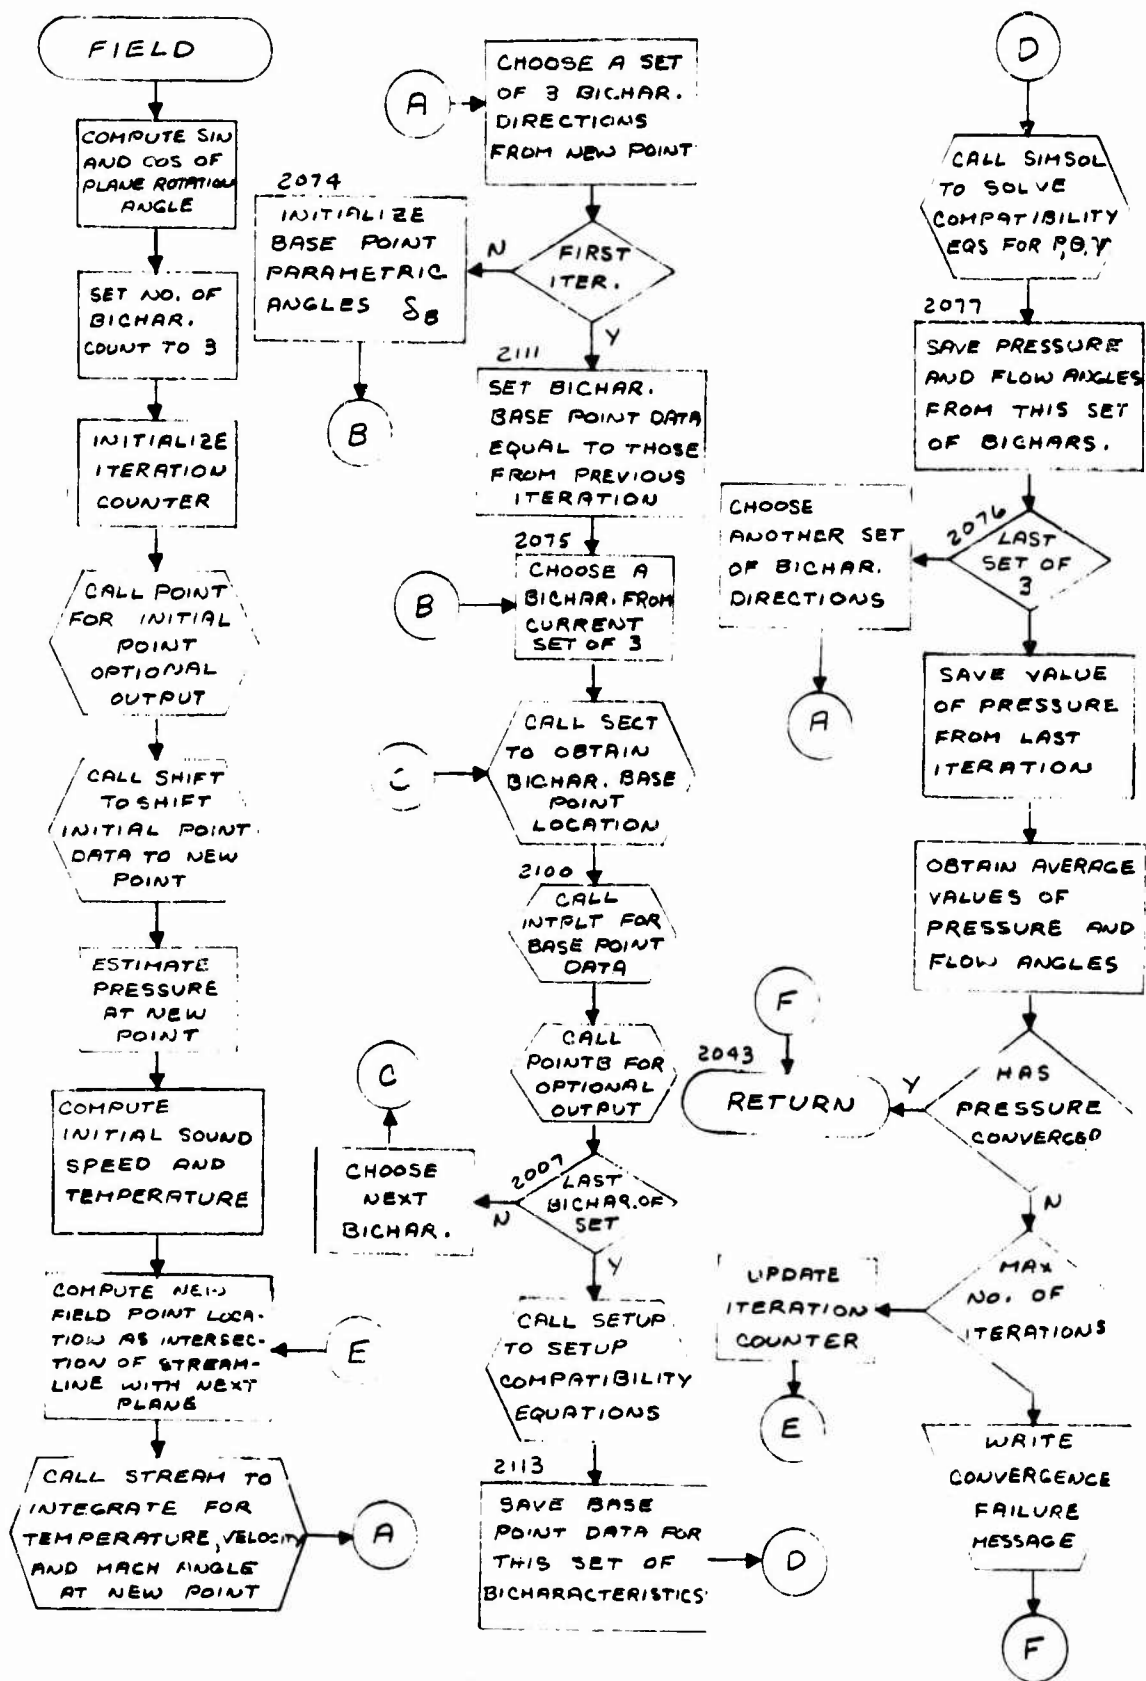 FIELD
COMPUTE SIN
AND COS OF
PLANE ROTATION
ANGLE
SET NO. OF
BICHAR.
COUNT TO 3
INITIALIZE
ITERATION
COUNTER
CALL POINT
FOR INITIAL
POINT
OPTIONAL
OUTPUT
CALL SHIFT
TO SHIFT
INITIAL POINT
DATA TO NEW
POINT
ESTIMATE
PRESSURE
AT NEW
POINT
COMPUTE
INITIAL SOUND
SPEED AND
TEMPERATURE
COMPUTE NEW
FIELD POINT LOCA-
TION AS INTERSEC-
TION OF STREAM-
LINE WITH NEXT
PLANE
E
CALL STREAM TO
INTEGRATE FOR
TEMPERATURE, VELOCITY
AND MACH ANGLE
AT NEW POINT
A
A
CHOOSE A SET
OF 3 BICHAR.
DIRECTIONS
FROM NEW POINT
FIRST
ITER.
N
Y
2074
INITIALIZE
BASE POINT
PARAMETRIC
ANGLES δB
B
2111
SET BICHAR.
BASE POINT DATA
EQUAL TO THOSE
FROM PREVIOUS
ITERATION
2075
B
CHOOSE A
BICHAR. FROM
CURRENT
SET OF 3
C
CALL SECT
TO OBTAIN
BICHAR. BASE
POINT
LOCATION
2100
CALL
INTPLT FOR
BASE POINT
DATA
CALL
POINTB FOR
OPTIONAL
OUTPUT
2007
LAST
BICHAR. OF
SET
N
Y
CHOOSE
NEXT
BICHAR.
C
CALL SETUP
TO SETUP
COMPATIBILITY
EQUATIONS
2113
SAVE BASE
POINT DATA FOR
THIS SET OF
BICHARACTERISTICS
D
D
CALL SIMSOL
TO SOLVE
COMPATIBILITY
EQS FOR P,θ,ψ
2077
SAVE PRESSURE
AND FLOW ANGLES
FROM THIS SET
OF BICHARS.
2076
LAST
SET OF
3
CHOOSE
ANOTHER SET
OF BICHAR.
DIRECTIONS
A
SAVE VALUE
OF PRESSURE
FROM LAST
ITERATION
OBTAIN AVERAGE
VALUES OF
PRESSURE AND
FLOW ANGLES
HAS
PRESSURE
CONVERGED
Y
N
F
2043
RETURN
MAX
NO. OF
ITERATIONS
UPDATE
ITERATION
COUNTER
E
WRITE
CONVERGENCE
FAILURE
MESSAGE
F